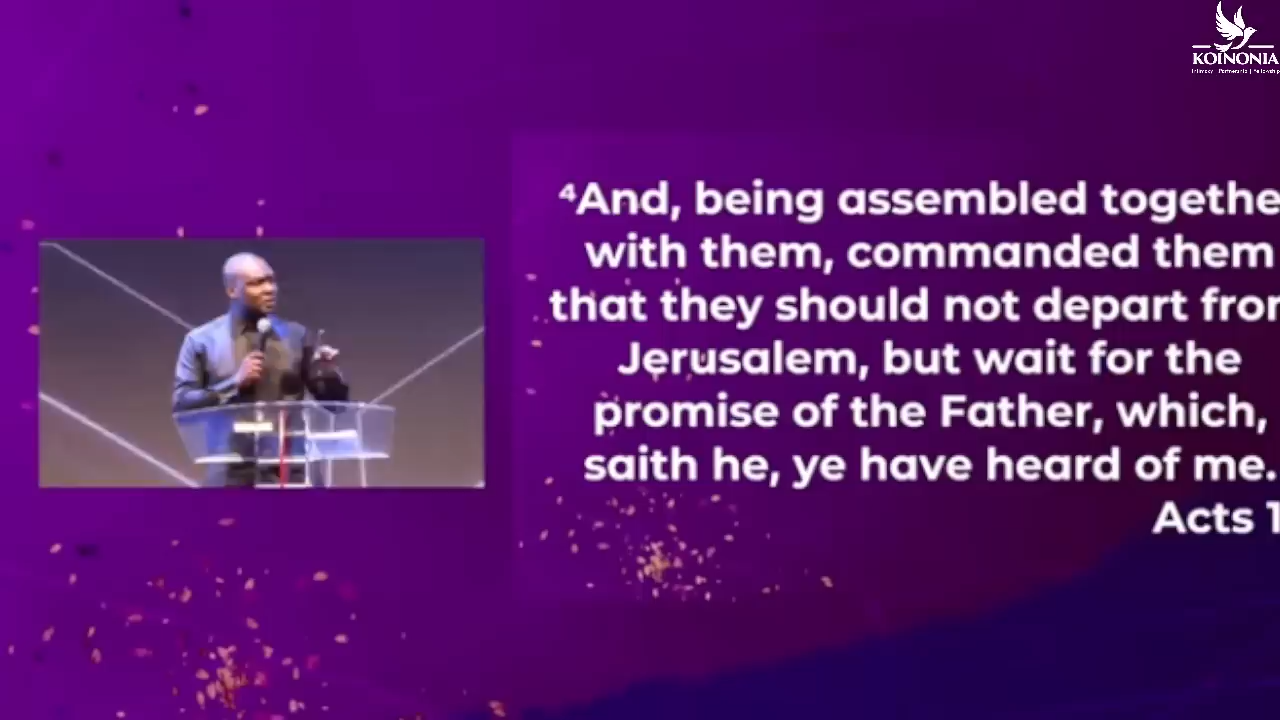 KOINONIA
⁴And, being assembled togethe
with them, commanded them
that they should not depart fror
Jerusalem, but wait for the
promise of the Father, which,
saith he, ye have heard of me.
Acts 1